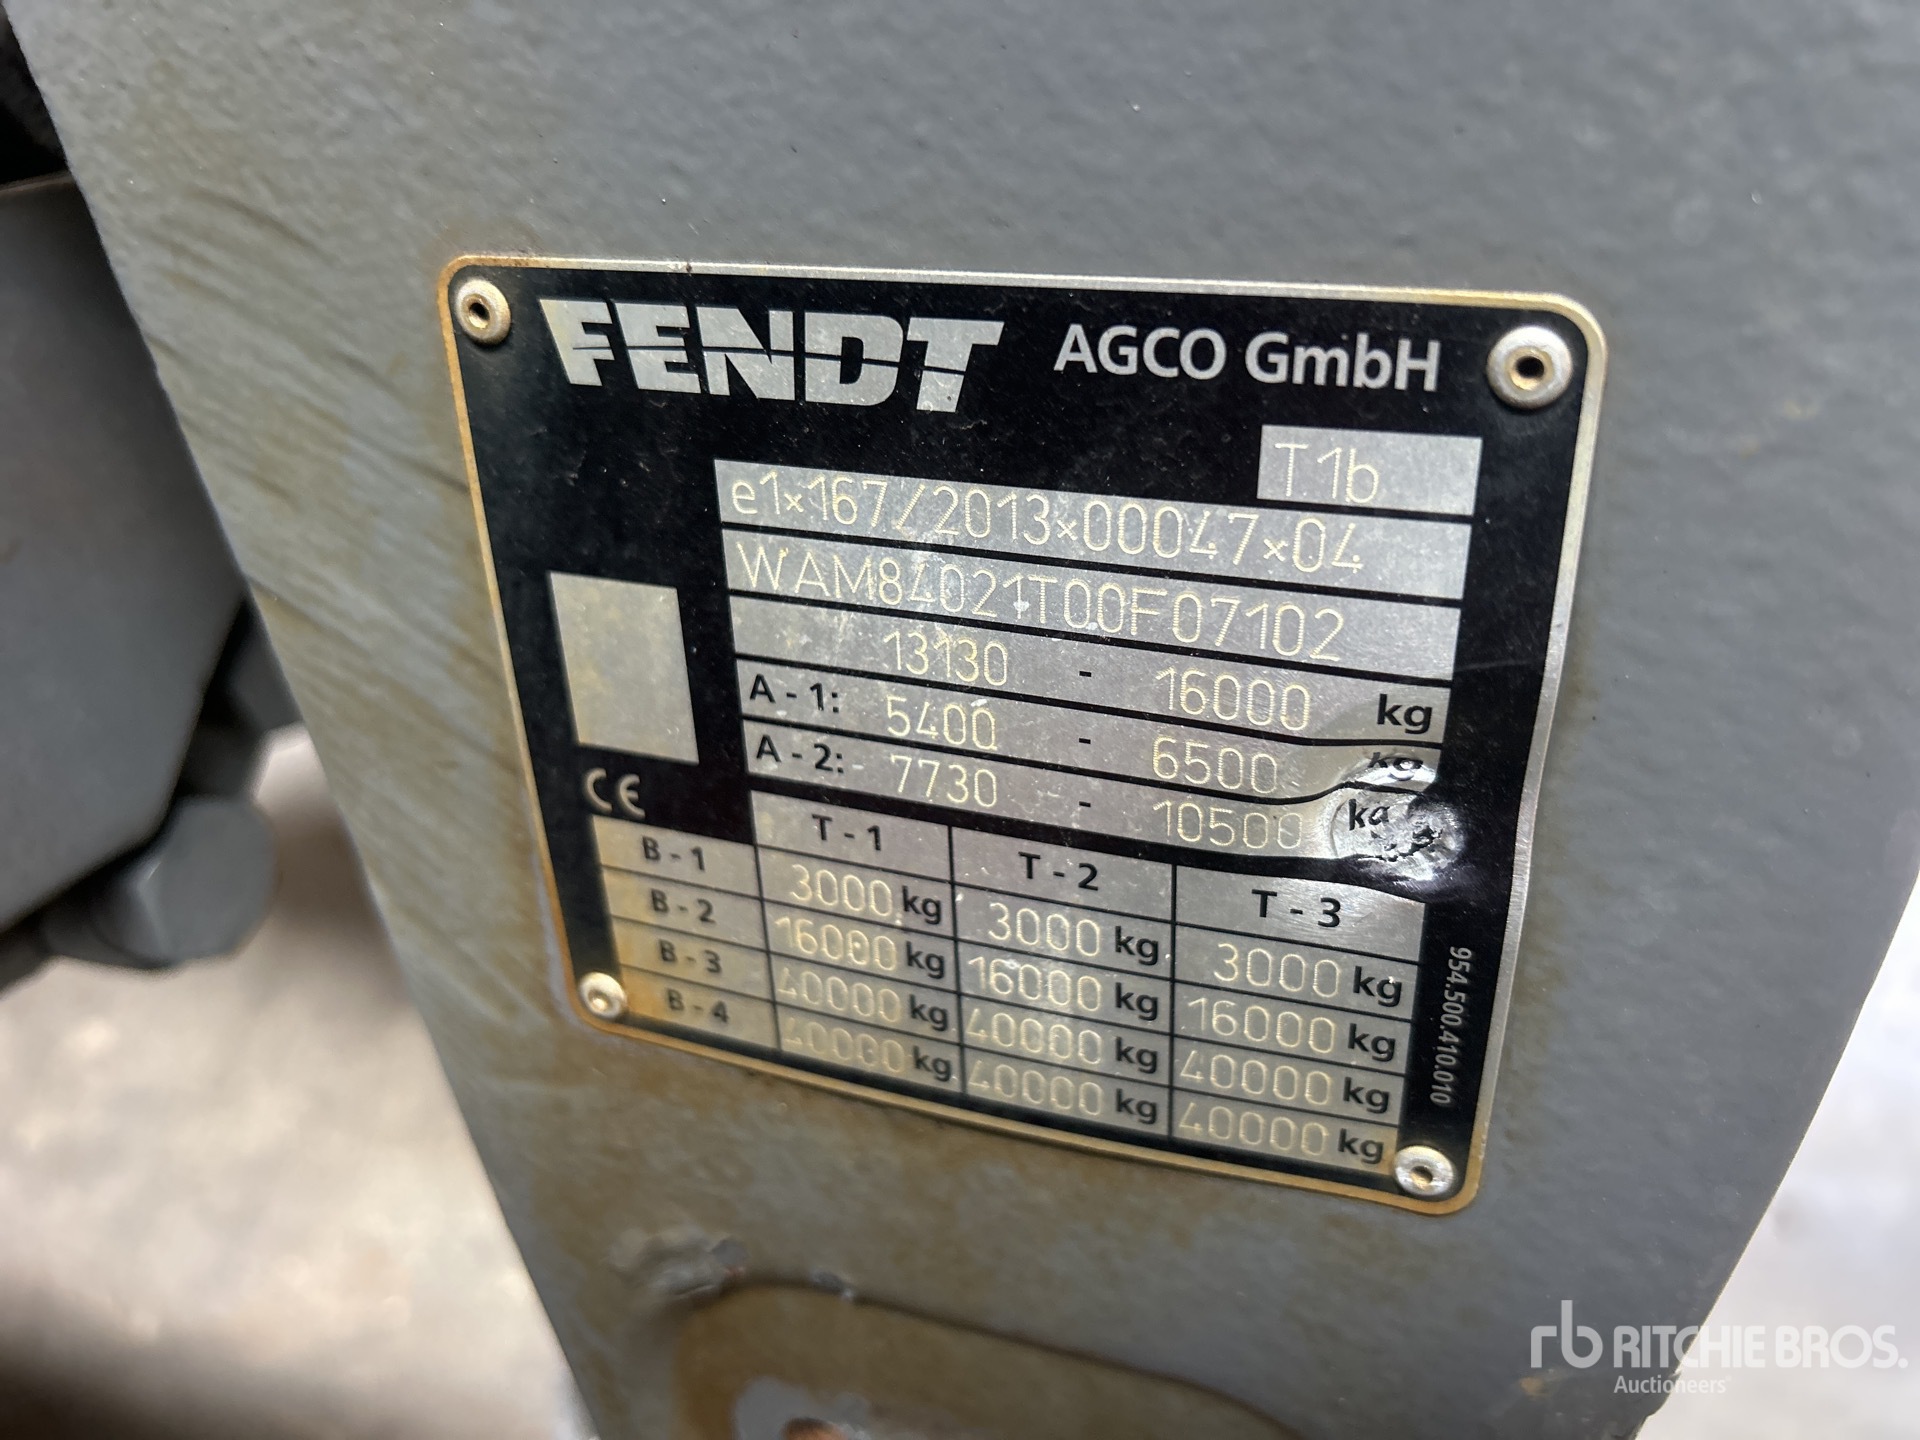 FENDT AGCO GmbH
T1b
e1×167/2013×00047×04
WAM84021T00F07102
13130 - 16000 kg
A - 1: 5400 - 6500 kg
A - 2: 7730 - 10500 kg
CE
T - 1 T - 2 T - 3
B - 1 3000 kg 3000 kg 3000 kg
B - 2 16000 kg 16000 kg 16000 kg
B - 3 40000 kg 40000 kg 40000 kg
B - 4 40000 kg 40000 kg 40000 kg
954.500.410.010
rb RITCHIE BROS.
Auctioneers